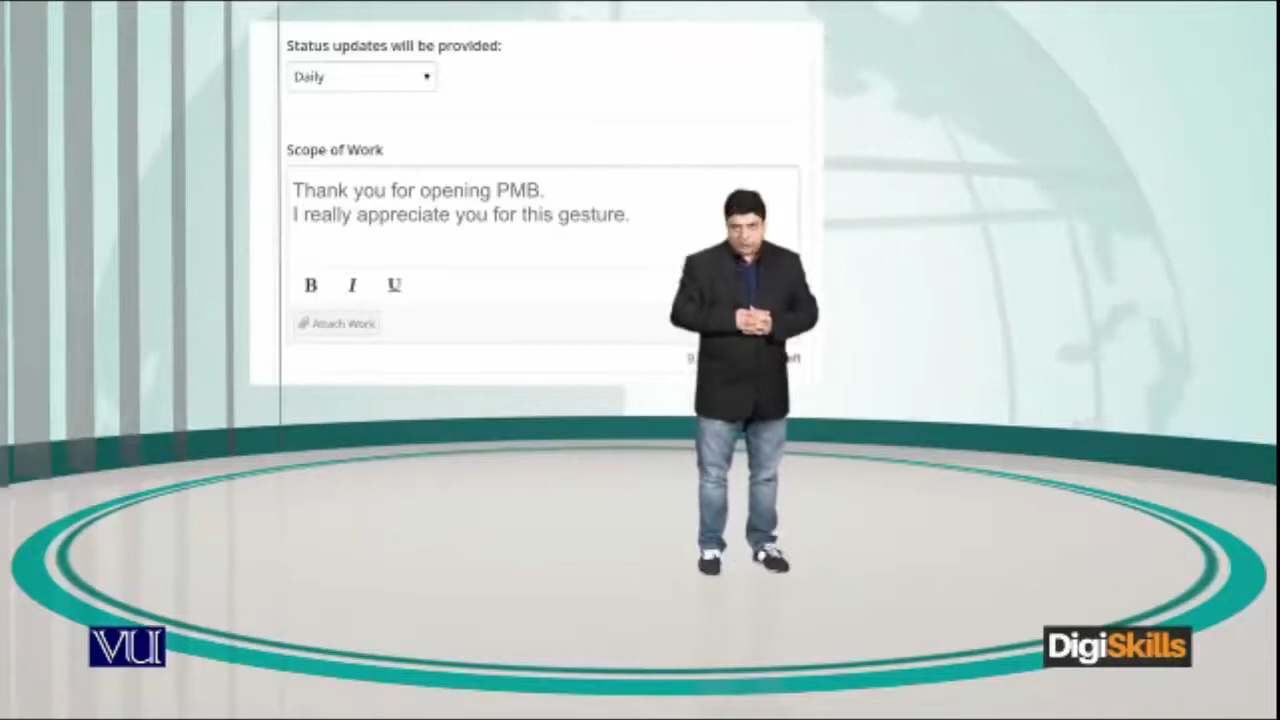 Status updates will be provided:
Daily
Scope of Work
Thank you for opening PMB.
I really appreciate you for this gesture.
B I U
Attach Work
VU
DigiSkills